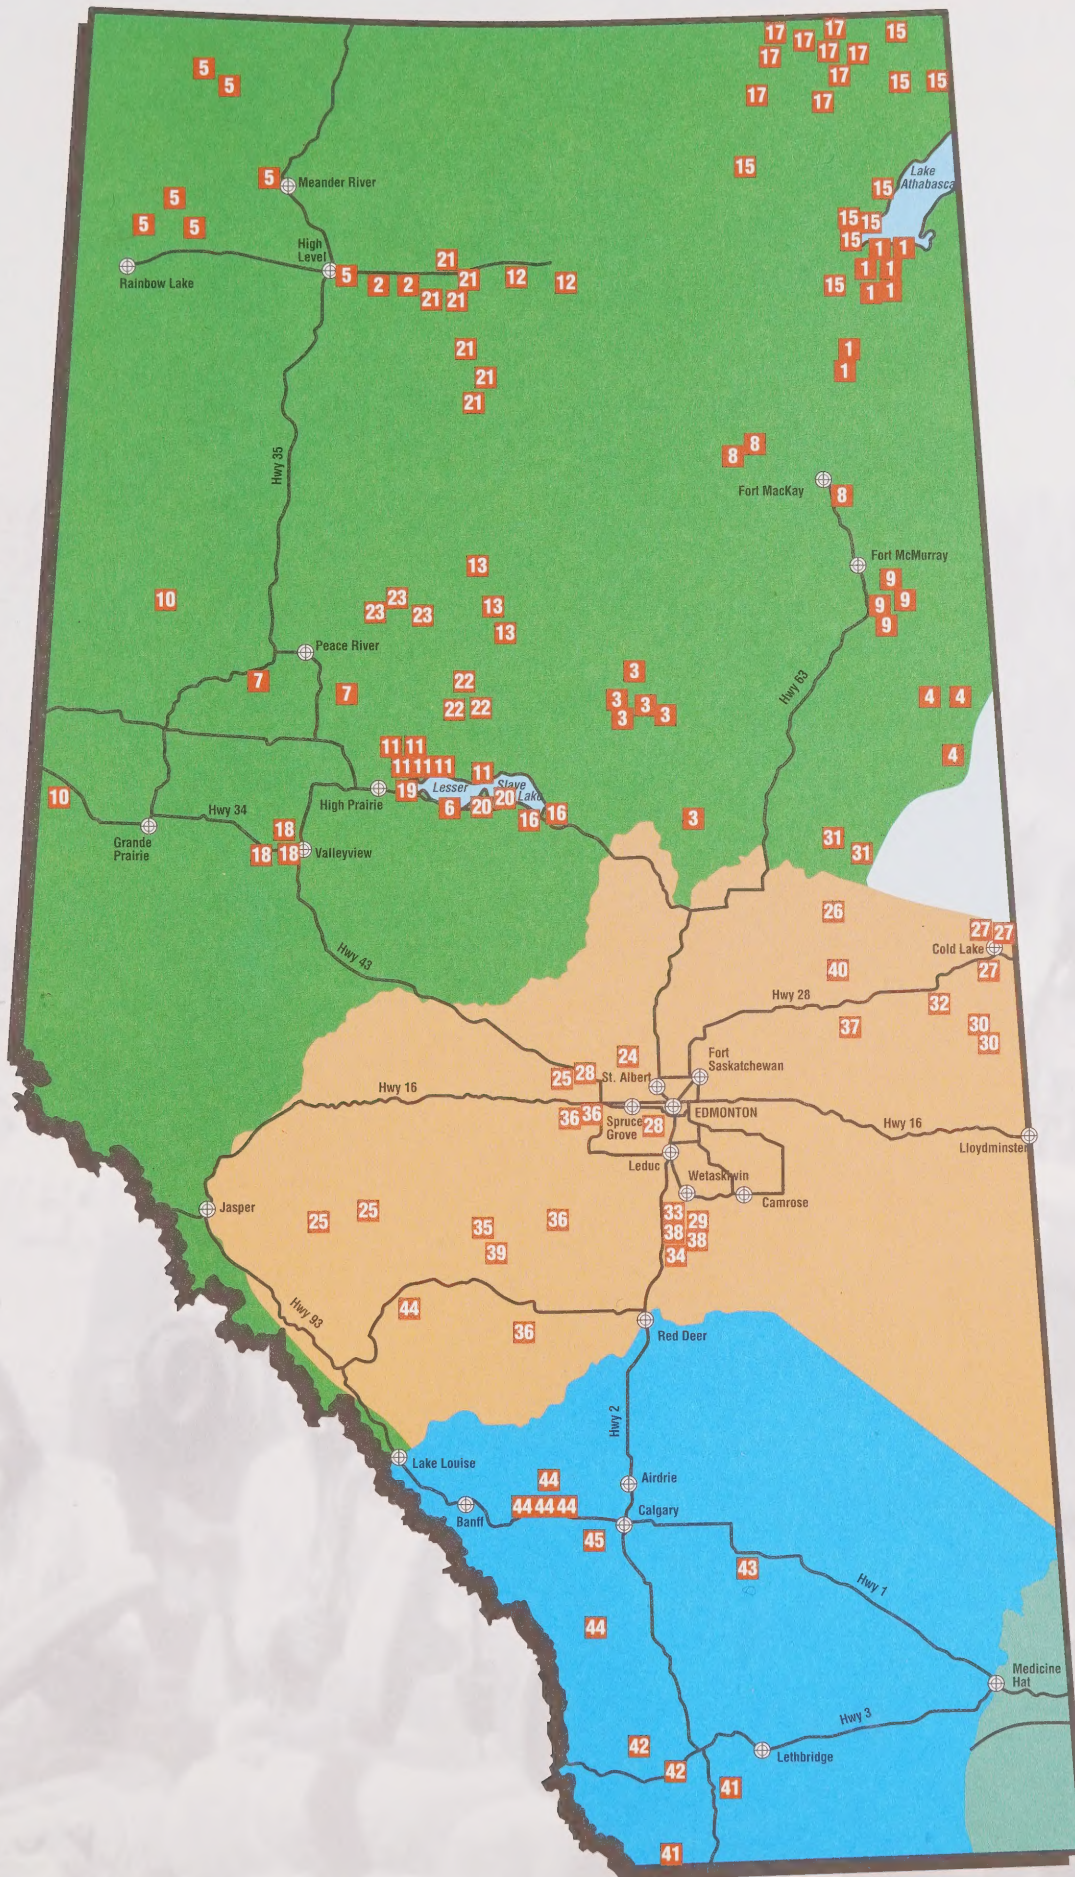 17
17
17
15
17
17
17
5
5
17
15
15
17
17
15
Lake
Athabasca
5
Meander River
15
5
5
5
15
15
15
1
1
High
Level
Rainbow Lake
5
2
2
21
21
21
21
12
12
1
1
15
1
1
21
21
21
1
1
Hwy 35
8
8
Fort MacKay
8
Fort McMurray
9
9
9
9
13
13
13
10
23
23
23
Peace River
7
7
22
22
22
3
3
3
3
3
Hwy 63
4
4
4
11
11
11
11
11
11
19
Lesser
Slave
Lake
6
20
20
16
16
High Prairie
10
Hwy 34
Grande
Prairie
18
18
18
Valleyview
3
31
31
26
27
27
Cold Lake
27
Hwy 43
40
Hwy 28
32
37
30
30
24
Fort
Saskatchewan
25
28
St. Albert
Hwy 16
36
36
Spruce
Grove
28
EDMONTON
Hwy 16
Lloydminster
Leduc
Wetaskiwin
Camrose
Jasper
25
25
35
36
39
33
29
38
38
34
Hwy 93
44
36
Red Deer
Hwy 2
Lake Louise
44
Airdrie
Banff
44
44
44
Calgary
45
43
Hwy 1
44
Medicine
Hat
Hwy 3
42
Lethbridge
42
41
41